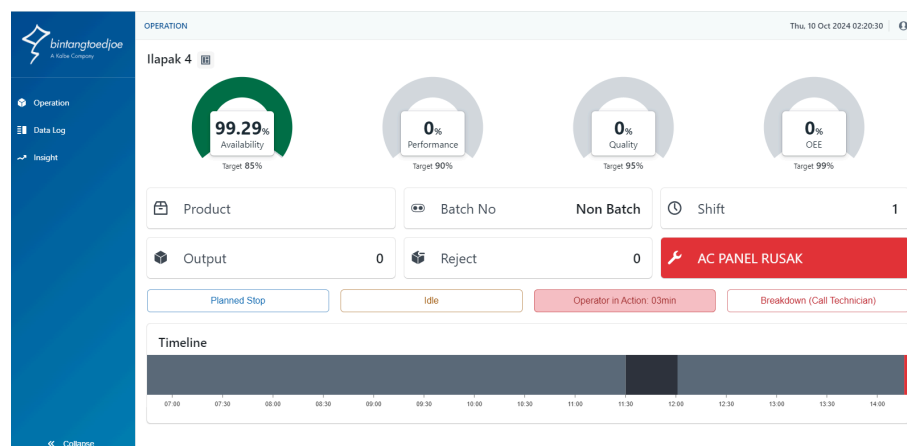 bintangtoedjoe
A Kalbe Company
Operation
Data Log
Insight
Collapse
OPERATION
Thu, 10 Oct 2024 02:20:30
Ilapak 4
99.29%
Availability
Target 85%
0%
Performance
Target 90%
0%
Quality
Target 95%
0%
OEE
Target 99%
Product
Batch No Non Batch
Shift 1
Output 0
Reject 0
AC PANEL RUSAK
Planned Stop
Idle
Operator in Action: 03min
Breakdown (Call Technician)
Timeline
07:00 07:30 08:00 08:30 09:00 09:30 10:00 10:30 11:00 11:30 12:00 12:30 13:00 13:30 14:00